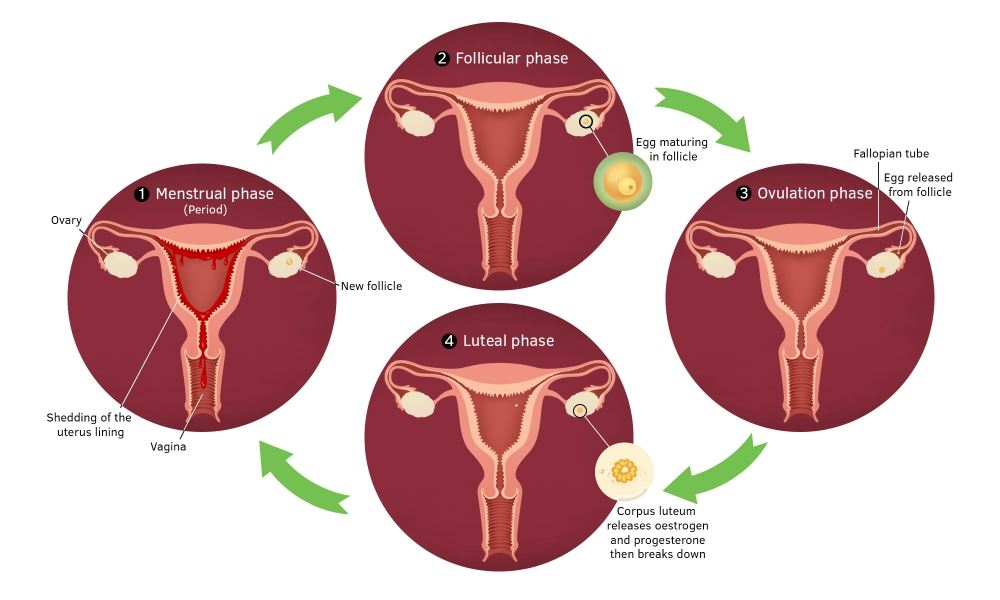 1 Menstrual phase
(Period)
Ovary
New follicle
Shedding of the
uterus lining
Vagina
2 Follicular phase
Egg maturing
in follicle
3 Ovulation phase
Fallopian tube
Egg released
from follicle
4 Luteal phase
Corpus luteum
releases oestrogen
and progesterone
then breaks down